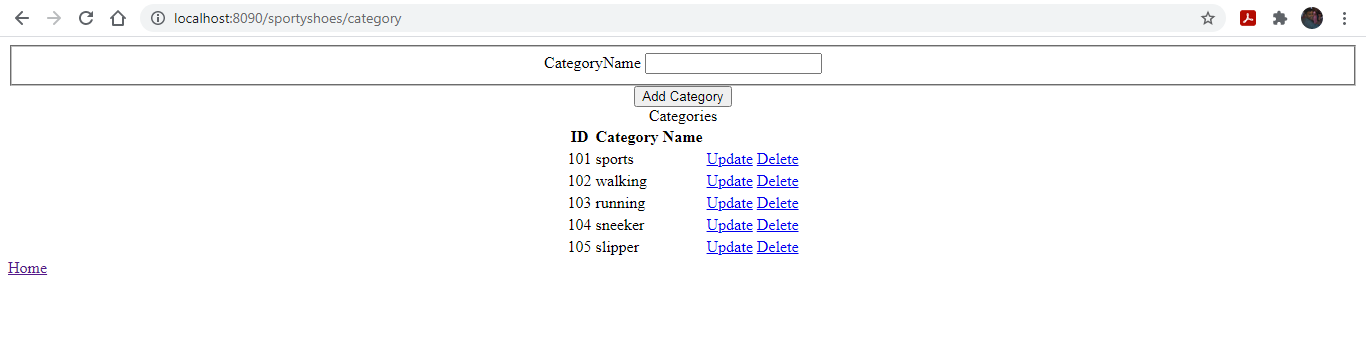 localhost:8090/sportyshoes/category
CategoryName
Add Category
Categories
ID Category Name
101 sports Update Delete
102 walking Update Delete
103 running Update Delete
104 sneeker Update Delete
105 slipper Update Delete
Home